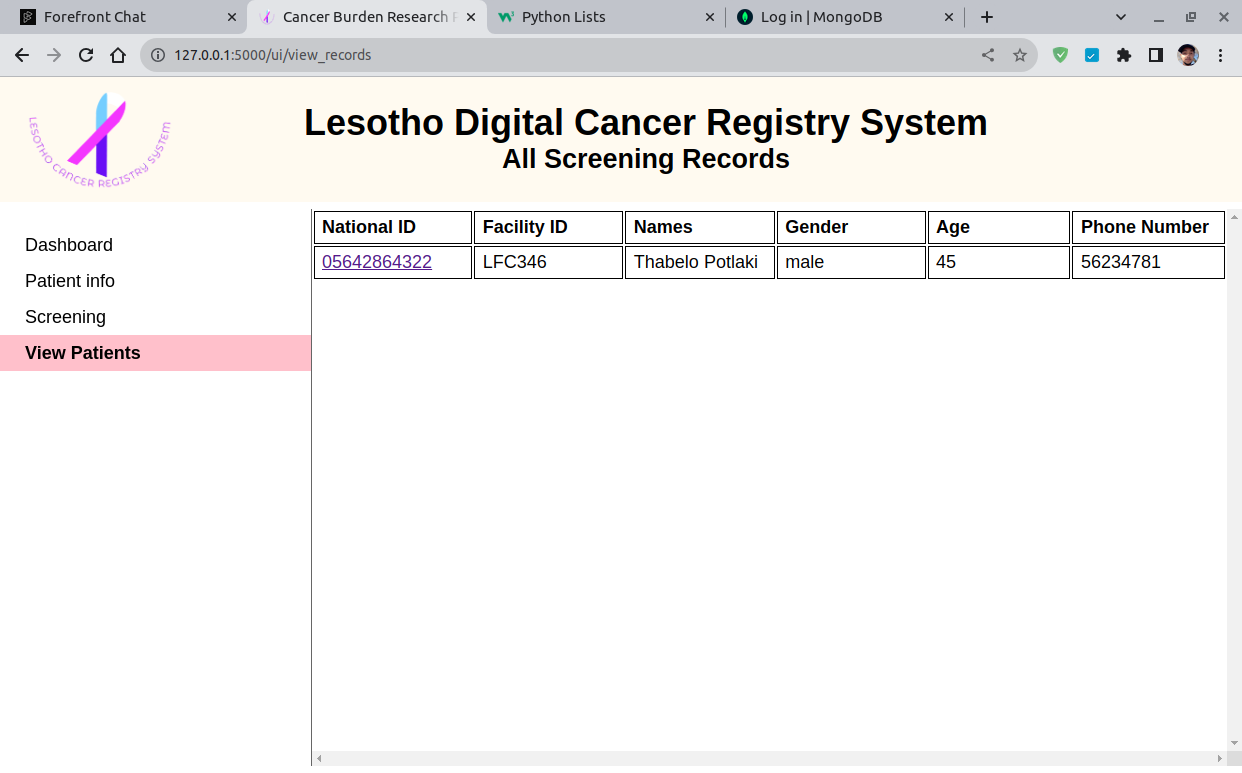 Forefront Chat
Cancer Burden Research
Python Lists
Log in | MongoDB
127.0.0.1:5000/ui/view_records
LESOTHO CANCER REGISTRY SYSTEM
Lesotho Digital Cancer Registry System
All Screening Records
Dashboard
Patient info
Screening
View Patients
National ID Facility ID Names Gender Age Phone Number
05642864322 LFC346 Thabelo Potlaki male 45 56234781